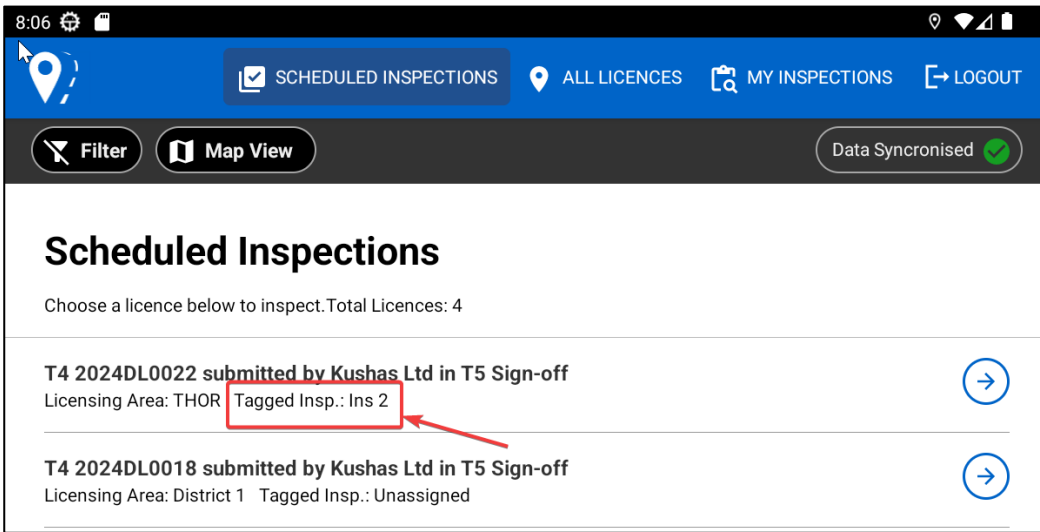 8:06
SCHEDULED INSPECTIONS ALL LICENCES MY INSPECTIONS LOGOUT
Filter Map View Data Syncronised
Scheduled Inspections
Choose a licence below to inspect.Total Licences: 4
T4 2024DL0022 submitted by Kushas Ltd in T5 Sign-off
Licensing Area: THOR Tagged Insp.: Ins 2
T4 2024DL0018 submitted by Kushas Ltd in T5 Sign-off
Licensing Area: District 1 Tagged Insp.: Unassigned